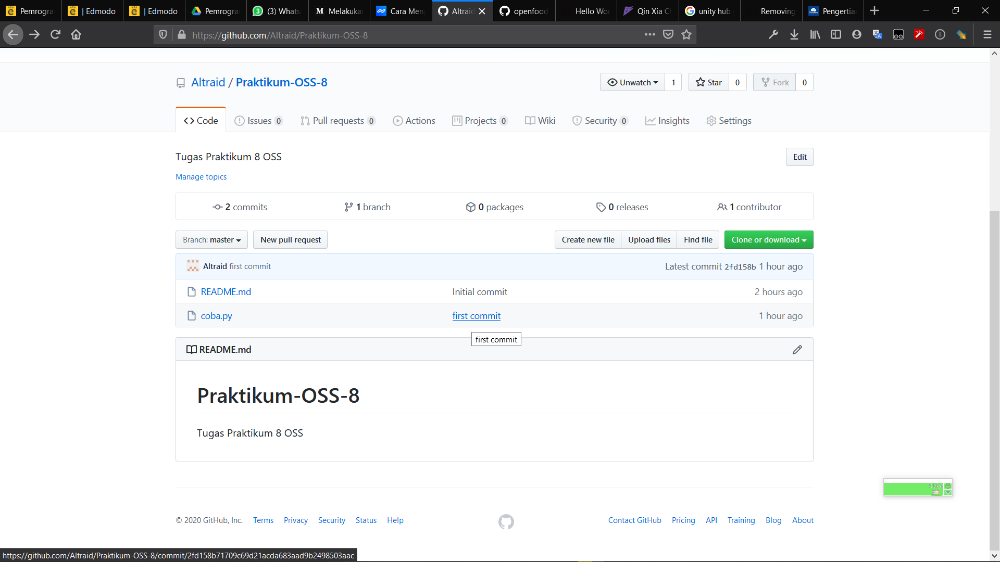 Pemrogra
| Edmodo
| Edmodo
Pemrogra
(3) Whats
Melakukan
Cara Men
Altraid
openfood
Hello Wor
Qin Xia Ch
unity hub
Removing
Pengertian
https://github.com/Altraid/Praktikum-OSS-8
Altraid / Praktikum-OSS-8
Unwatch 1
Star 0
Fork 0
Code
Issues 0
Pull requests 0
Actions
Projects 0
Wiki
Security 0
Insights
Settings
Tugas Praktikum 8 OSS
Edit
Manage topics
2 commits
1 branch
0 packages
0 releases
1 contributor
Branch: master
New pull request
Create new file
Upload files
Find file
Clone or download
Altraid first commit
Latest commit 2fd158b 1 hour ago
README.md
Initial commit
2 hours ago
coba.py
first commit
1 hour ago
first commit
README.md
Praktikum-OSS-8
Tugas Praktikum 8 OSS
5 KB/s
© 2020 GitHub, Inc.
Terms
Privacy
Security
Status
Help
Contact GitHub
Pricing
API
Training
Blog
About
https://github.com/Altraid/Praktikum-OSS-8/commit/2fd158b71709c69d21acda683aad9b2498503aac